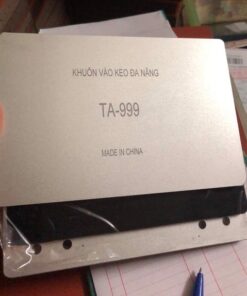 KHUÔN VÀO KEO ĐA NĂNG
TA-999
MADE IN CHINA